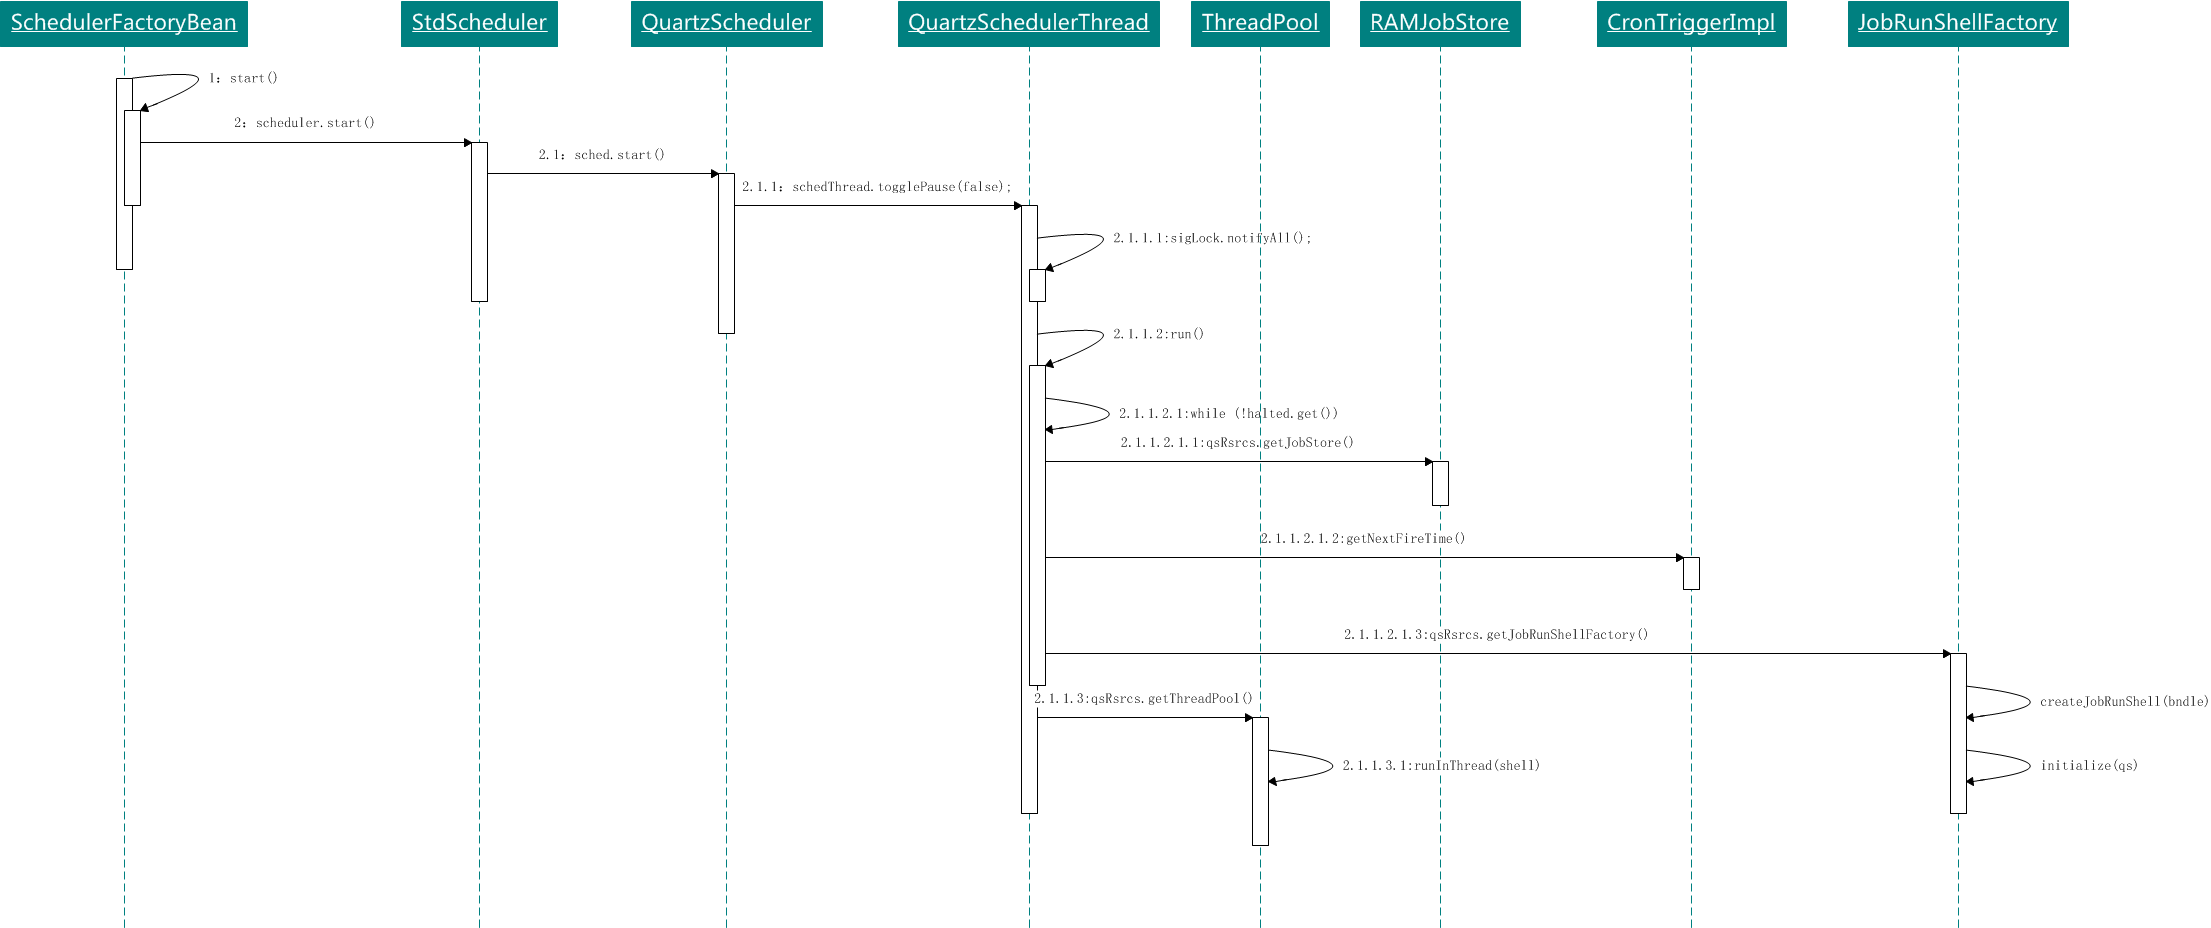 SchedulerFactoryBean
StdScheduler
QuartzScheduler
QuartzSchedulerThread
ThreadPool
RAMJobStore
CronTriggerImpl
JobRunShellFactory
1: start()
2: scheduler.start()
2.1: sched.start()
2.1.1: schedThread.togglePause(false);
2.1.1.1:sigLock.notifyAll();
2.1.1.2:run()
2.1.1.2.1:while (!halted.get())
2.1.1.2.1.1:qsRsrcs.getJobStore()
2.1.1.2.1.2:getNextFireTime()
2.1.1.2.1.3:qsRsrcs.getJobRunShellFactory()
2.1.1.3:qsRsrcs.getThreadPool()
createJobRunShell(bndle)
2.1.1.3.1:runInThread(shell)
initialize(qs)